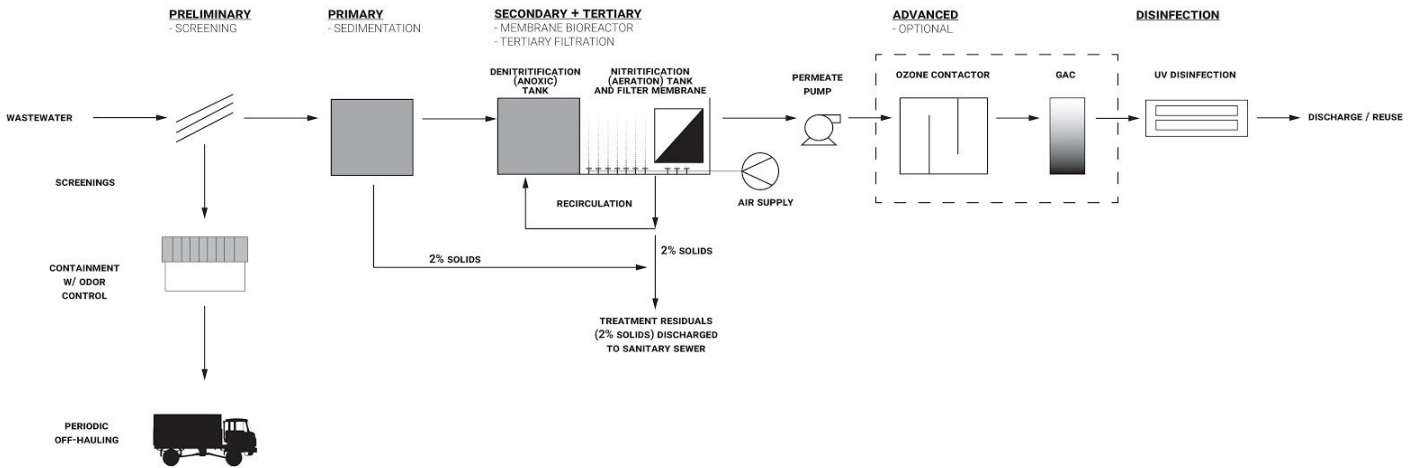 PRELIMINARY
- SCREENING
PRIMARY
- SEDIMENTATION
SECONDARY + TERTIARY
- MEMBRANE BIOREACTOR
- TERTIARY FILTRATION
ADVANCED
- OPTIONAL
DISINFECTION
DENITRITIFICATION
(ANOXIC)
TANK
NITRITIFICATION
(AERATION) TANK
AND FILTER MEMBRANE
PERMEATE
PUMP
OZONE CONTACTOR
GAC
UV DISINFECTION
WASTEWATER
DISCHARGE / REUSE
SCREENINGS
RECIRCULATION
AIR SUPPLY
2% SOLIDS
2% SOLIDS
CONTAINMENT
W/ ODOR
CONTROL
TREATMENT RESIDUALS
(2% SOLIDS) DISCHARGED
TO SANITARY SEWER
PERIODIC
OFF-HAULING